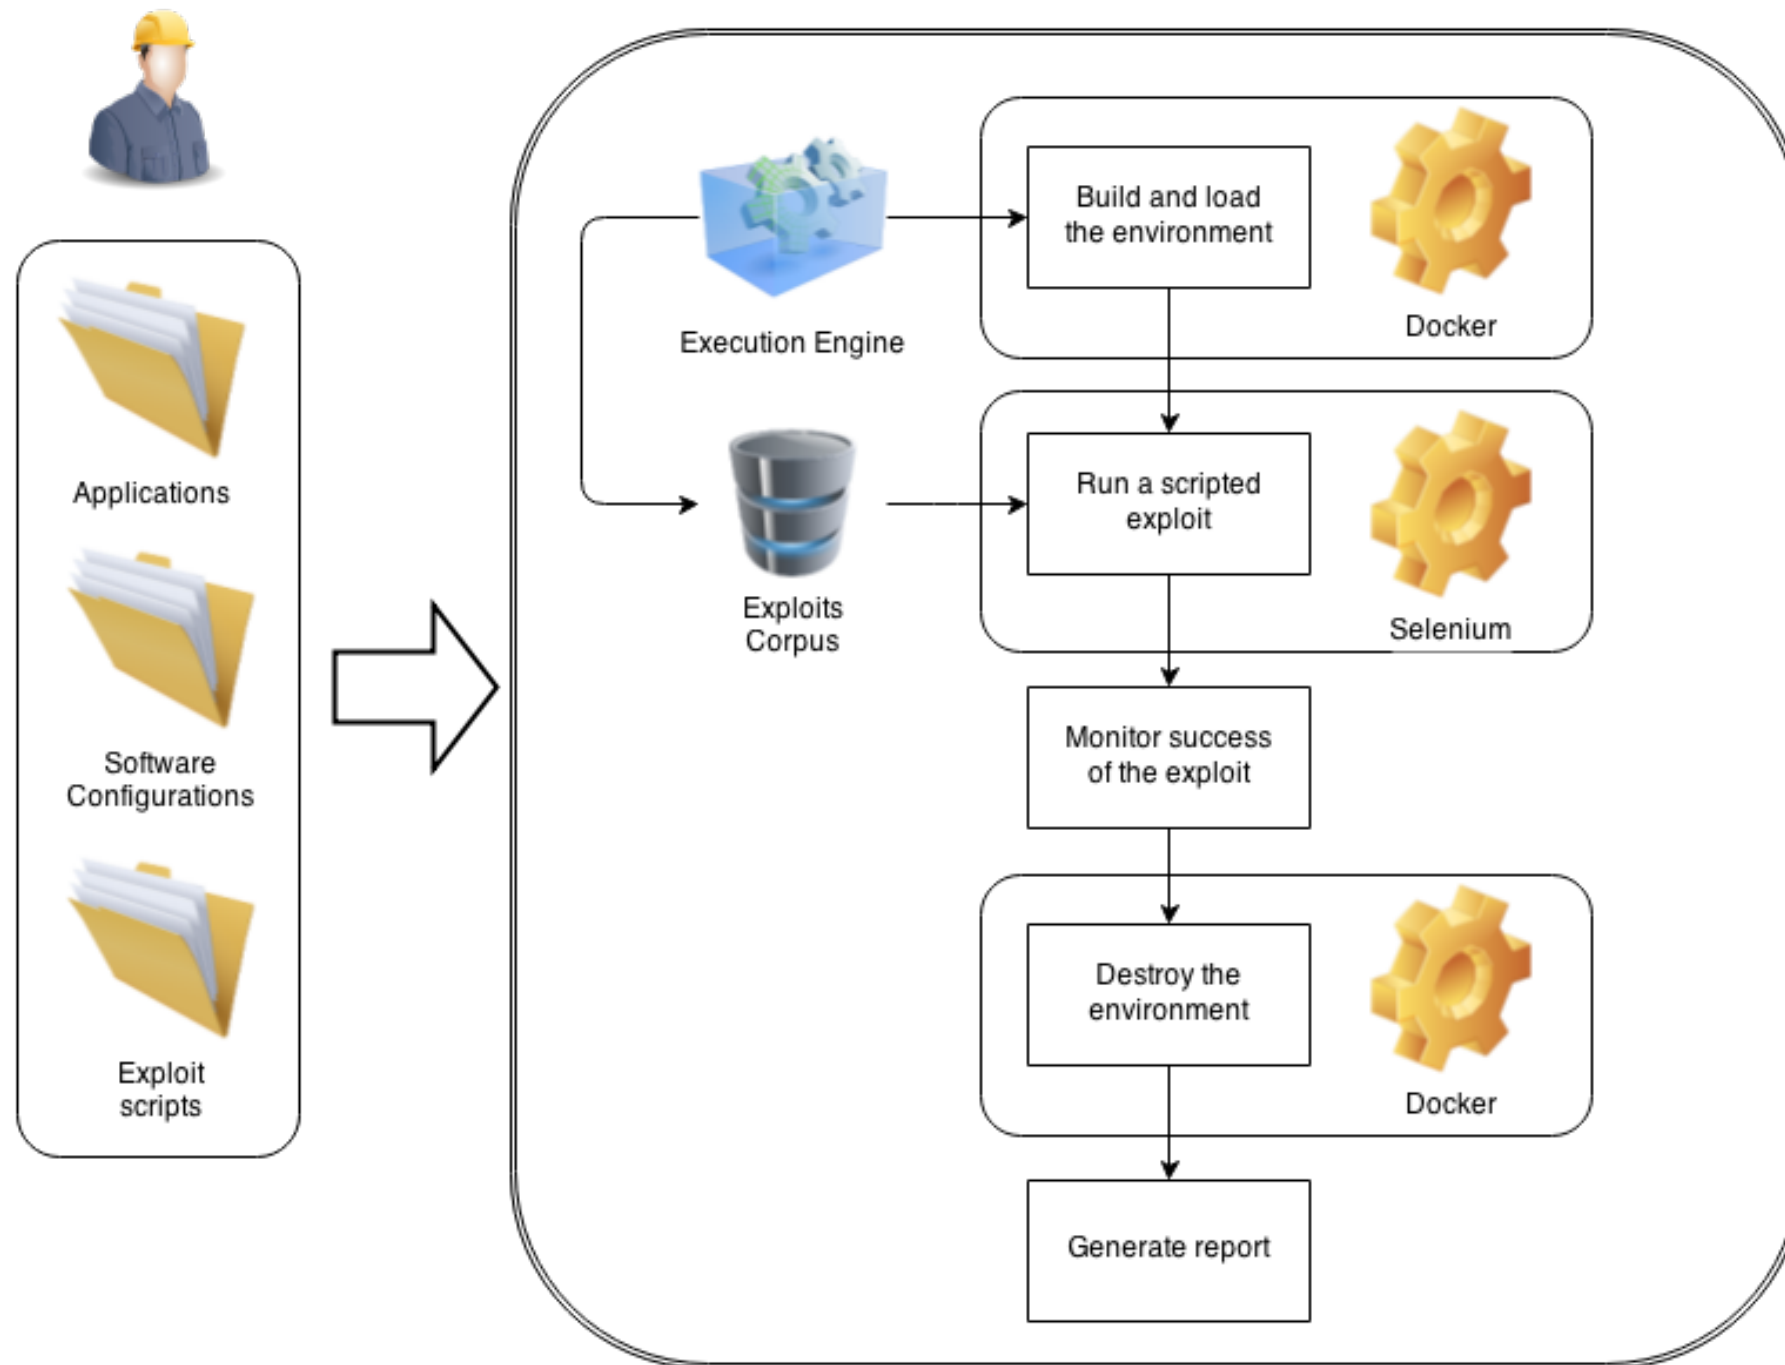 Applications
Software
Configurations
Exploit
scripts
Execution Engine
Exploits
Corpus
Build and load
the environment
Docker
Run a scripted
exploit
Selenium
Monitor success
of the exploit
Destroy the
environment
Docker
Generate report